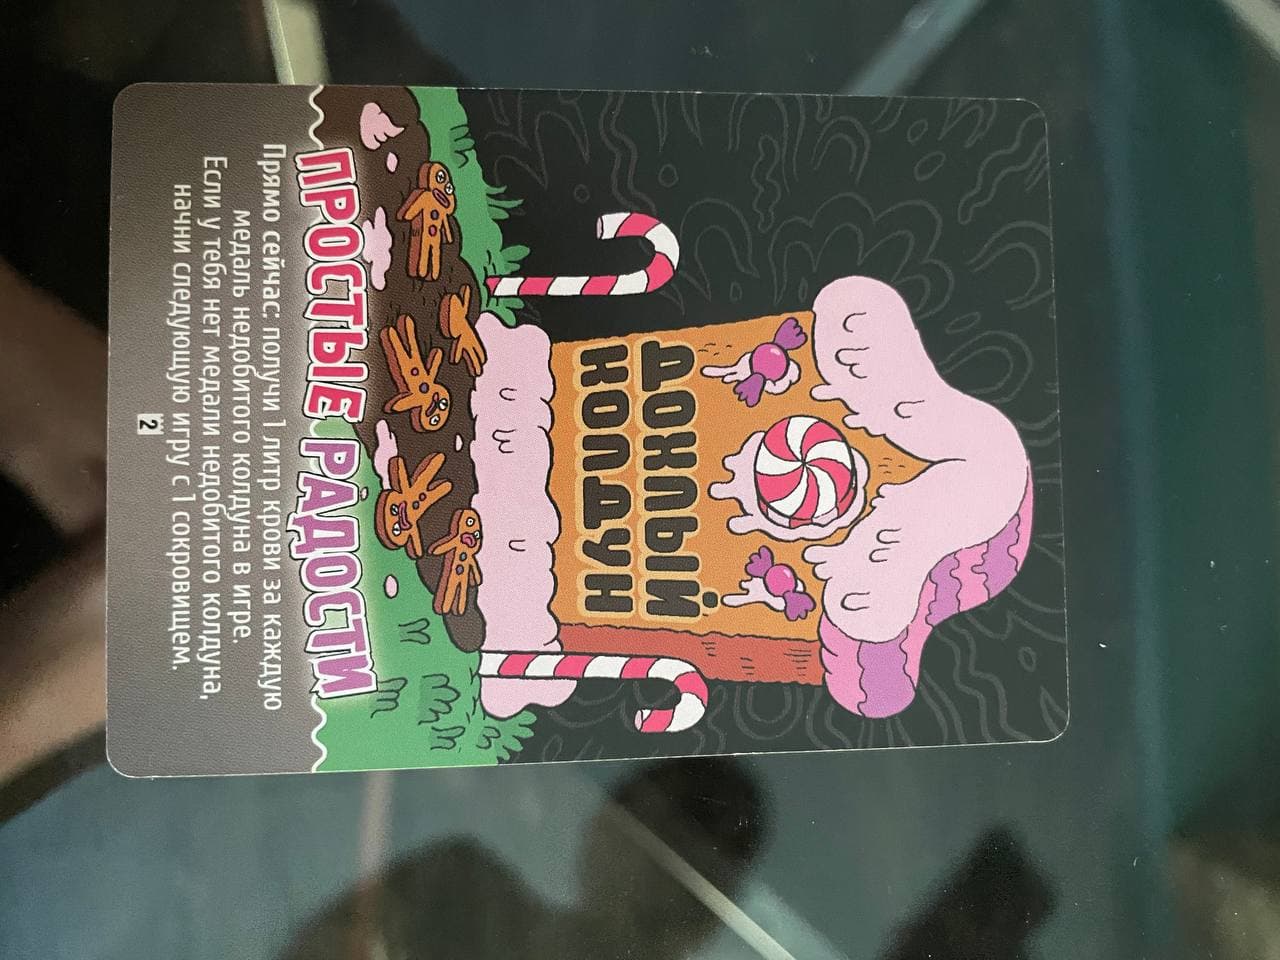 ДОХЛЫЙ
КОЛДУН
ПРОСТЫЕ РАДОСТИ
Прямо сейчас: получи 1 литр крови за каждую
медаль недобитого колдуна в игре.
Если у тебя нет медали недобитого колдуна,
начни следующую игру с 1 сокровищем.
2